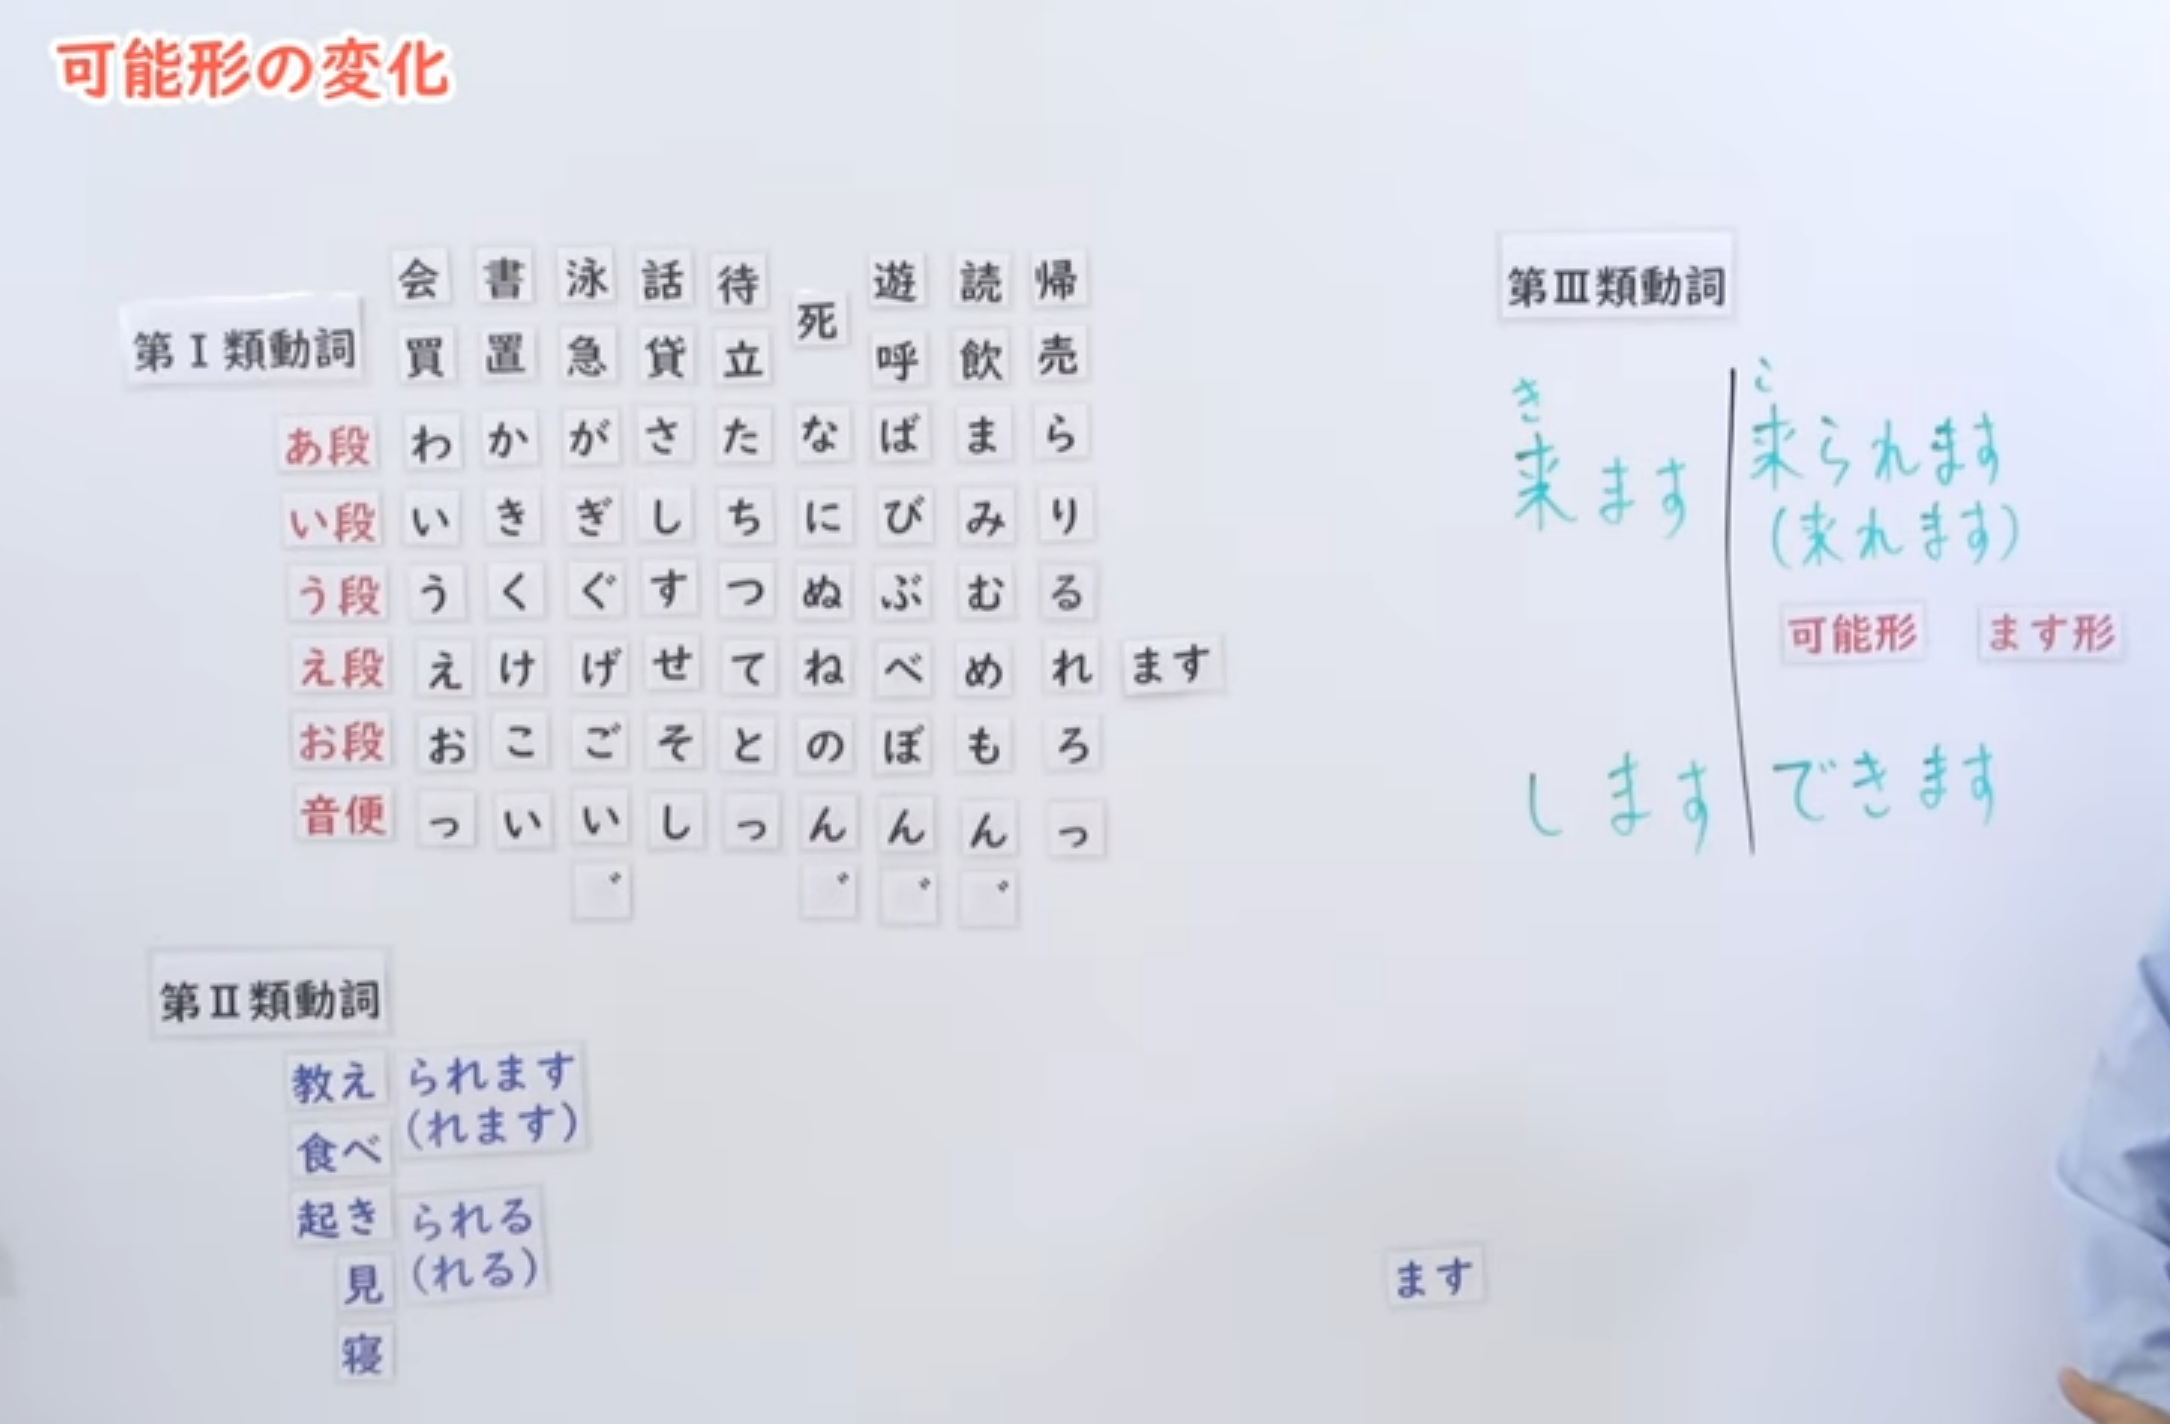 可能形の変化
会 書 泳 話 待 死 遊 読 帰
第Ⅰ類動詞 買 置 急 貸 立 呼 飲 売
あ段 わ か が さ た な ば ま ら
い段 い き ぎ し ち に び み り
う段 う く ぐ す つ ぬ ぶ む る
え段 え け げ せ て ね べ め れ ます
お段 お こ ご そ と の ぼ も ろ
音便 っ い い し っ ん ん ん っ
゛ ゛ ゛ ゛
第Ⅱ類動詞
教え られます
(れます)
食べ
起き られる
(れる)
見
寝
ます
第Ⅲ類動詞
き
来ます
こ
来られます
(来れます)
可能形 ます形
します できます